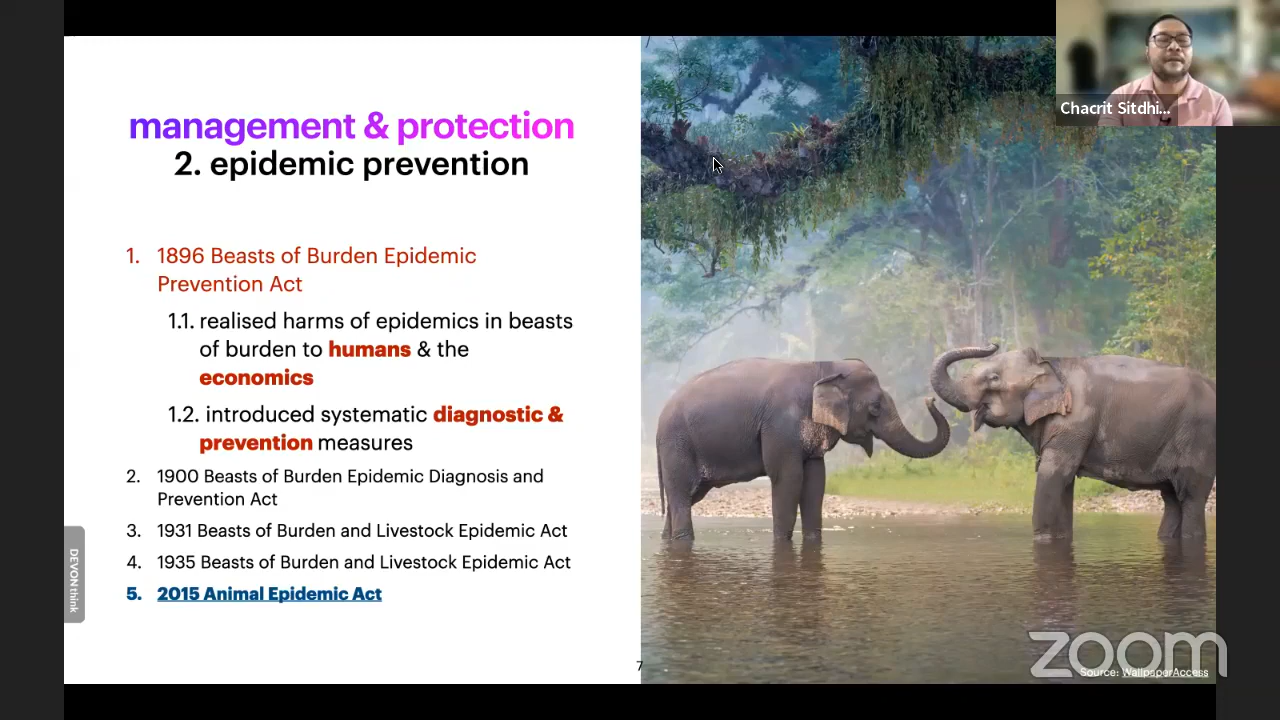 management & protection
2. epidemic prevention
1. 1896 Beasts of Burden Epidemic
Prevention Act
1.1. realised harms of epidemics in beasts
of burden to humans & the
economics
1.2. introduced systematic diagnostic &
prevention measures
2. 1900 Beasts of Burden Epidemic Diagnosis and
Prevention Act
3. 1931 Beasts of Burden and Livestock Epidemic Act
4. 1935 Beasts of Burden and Livestock Epidemic Act
5. 2015 Animal Epidemic Act
DEVONthink
7
Chacrit Sitdhi...
zoom
Source: WallpaperAccess